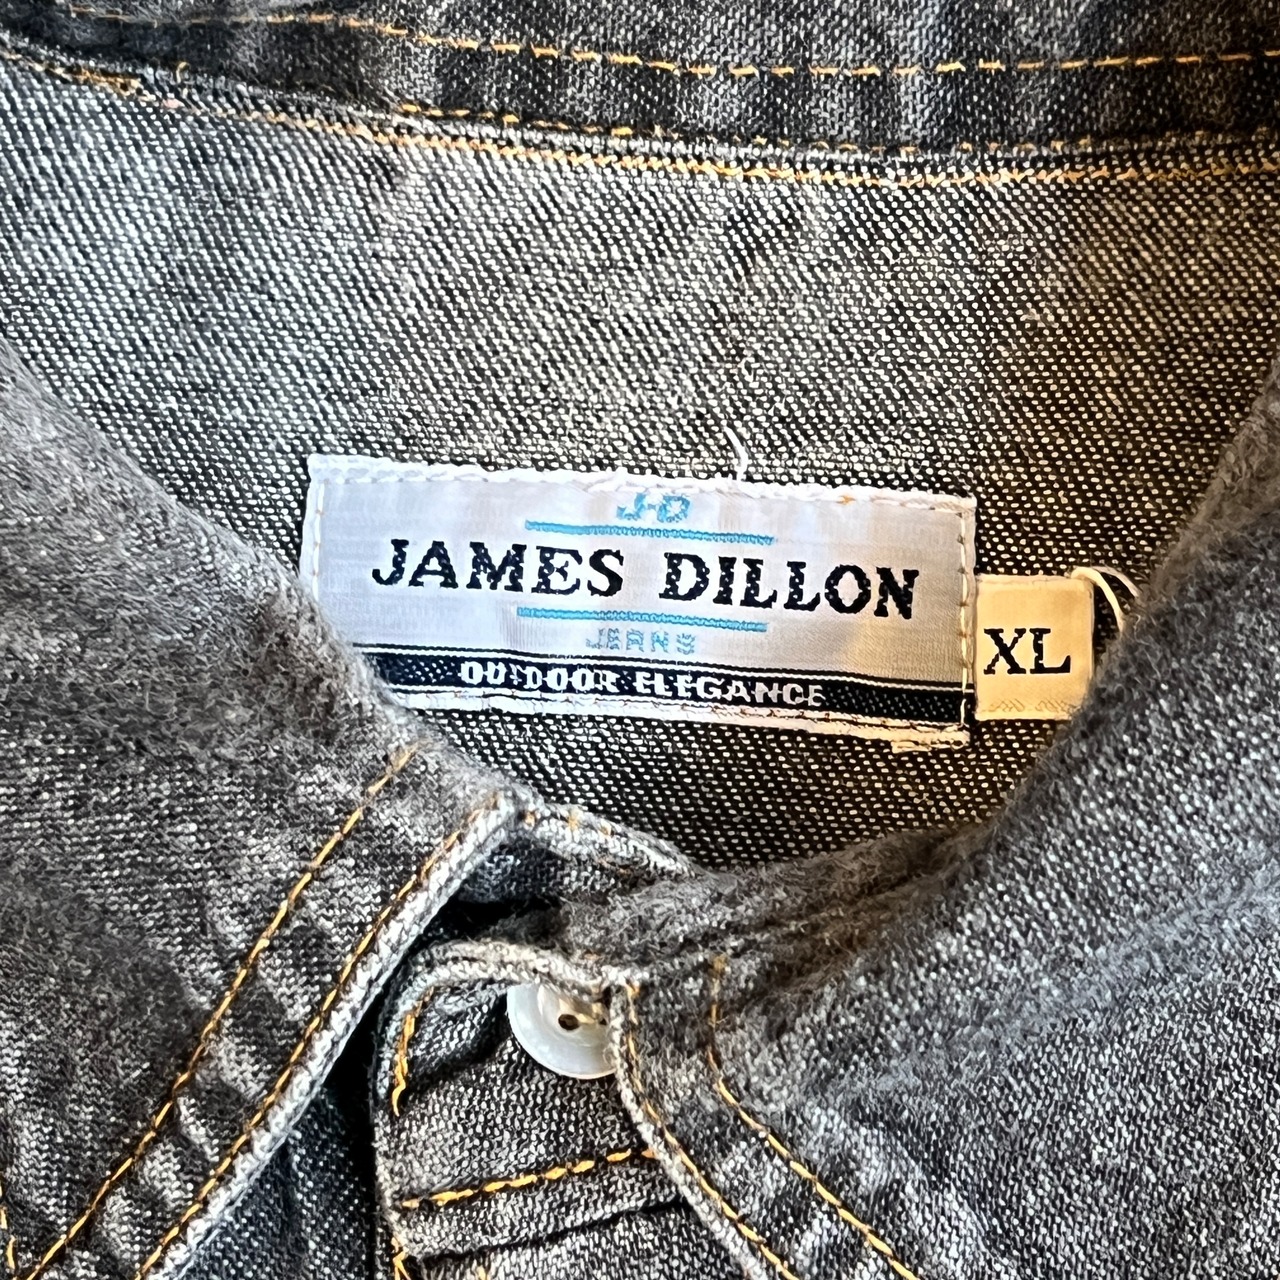 J-D
JAMES DILLON
JEANS
OUTDOOR ELEGANCE
XL